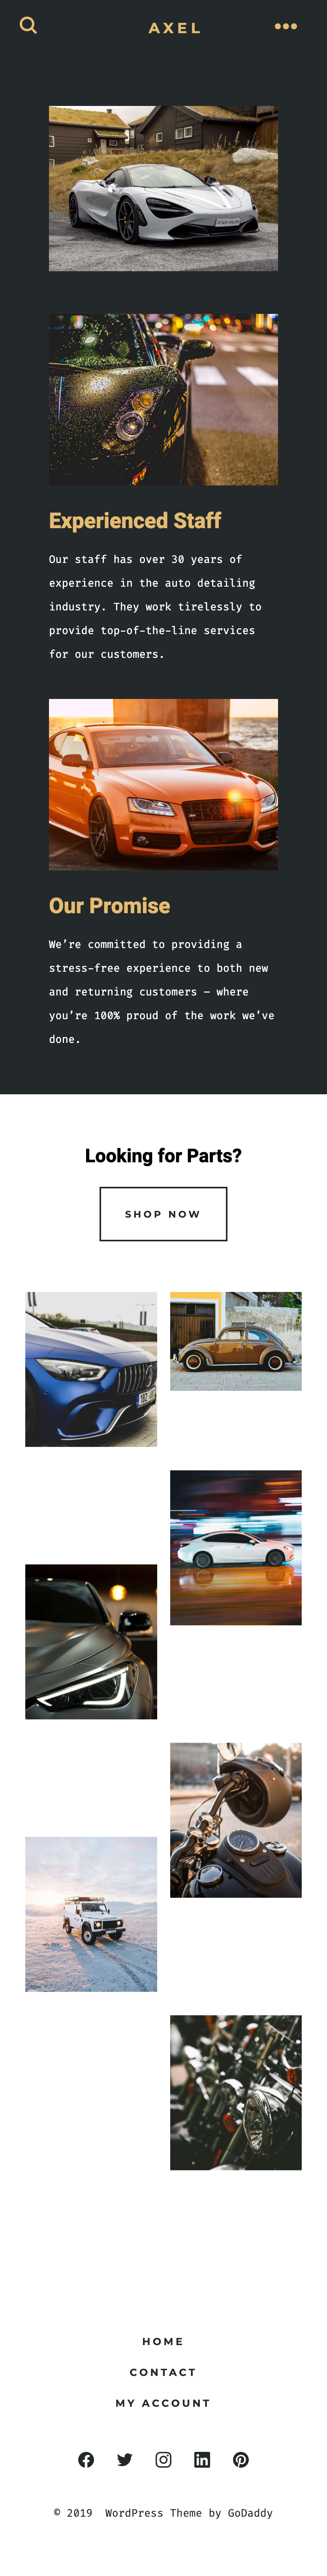 AXEL
Experienced Staff
Our staff has over 30 years of
experience in the auto detailing
industry. They work tirelessly to
provide top-of-the-line services
for our customers.
Our Promise
We’re committed to providing a
stress-free experience to both new
and returning customers — where
you’re 100% proud of the work we’ve
done.
Looking for Parts?
SHOP NOW
HOME
CONTACT
MY ACCOUNT
© 2019 WordPress Theme by GoDaddy